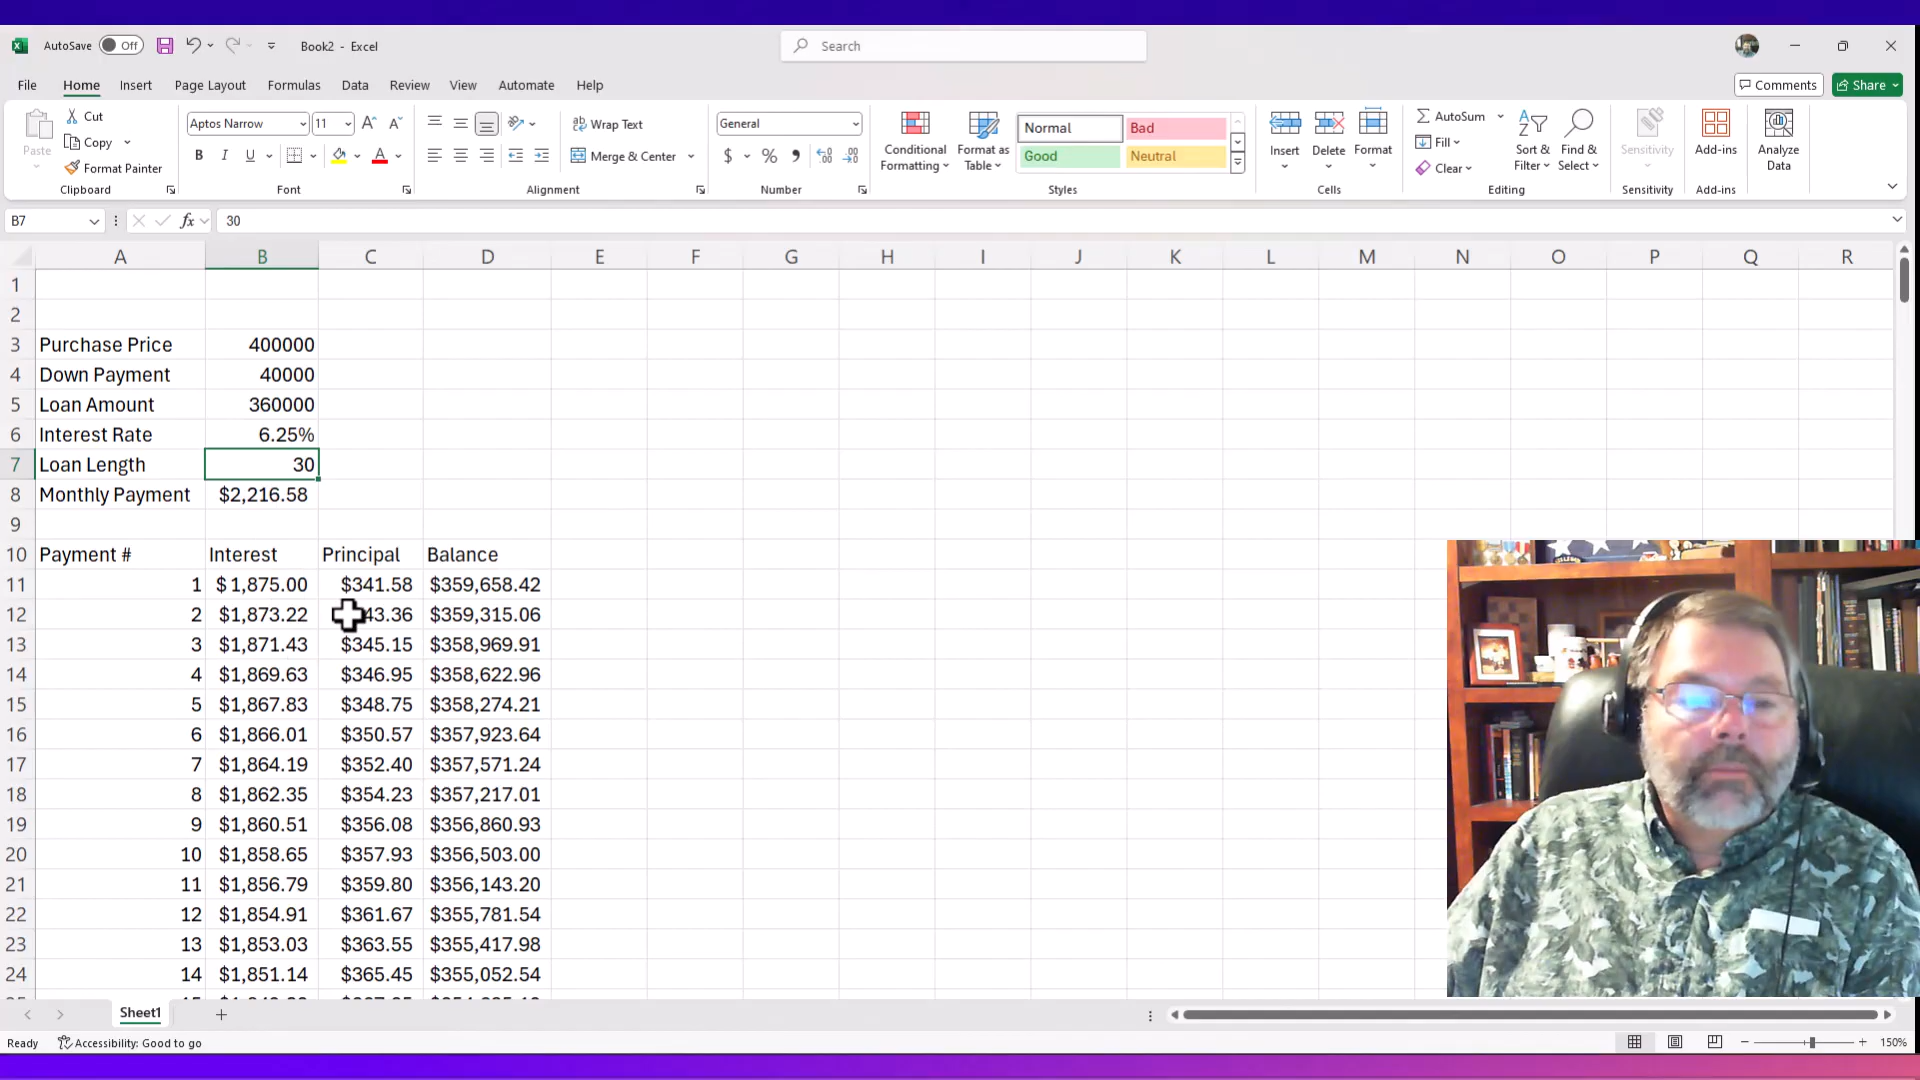 AutoSave Off Book2 - Excel Search
File Home Insert Page Layout Formulas Data Review View Automate Help Comments Share
Paste Cut Copy Format Painter Clipboard
Aptos Narrow 11 A A B I U A Font
Wrap Text Merge & Center Alignment
General $ % , Number
Conditional Formatting Format as Table Normal Bad Good Neutral Styles
Insert Delete Format Cells
AutoSum Fill Clear Sort & Filter Find & Select Editing
Sensitivity Sensitivity
Add-ins Add-ins
Analyze Data
B7 fx 30
A B C D E F G H I J K L M N O P Q R
1
2
3 Purchase Price 400000
4 Down Payment 40000
5 Loan Amount 360000
6 Interest Rate 6.25%
7 Loan Length 30
8 Monthly Payment $2,216.58
9
10 Payment # Interest Principal Balance
11 1 $1,875.00 $341.58 $359,658.42
12 2 $1,873.22 43.36 $359,315.06
13 3 $1,871.43 $345.15 $358,969.91
14 4 $1,869.63 $346.95 $358,622.96
15 5 $1,867.83 $348.75 $358,274.21
16 6 $1,866.01 $350.57 $357,923.64
17 7 $1,864.19 $352.40 $357,571.24
18 8 $1,862.35 $354.23 $357,217.01
19 9 $1,860.51 $356.08 $356,860.93
20 10 $1,858.65 $357.93 $356,503.00
21 11 $1,856.79 $359.80 $356,143.20
22 12 $1,854.91 $361.67 $355,781.54
23 13 $1,853.03 $363.55 $355,417.98
24 14 $1,851.14 $365.45 $355,052.54
Sheet1
Ready Accessibility: Good to go 150%